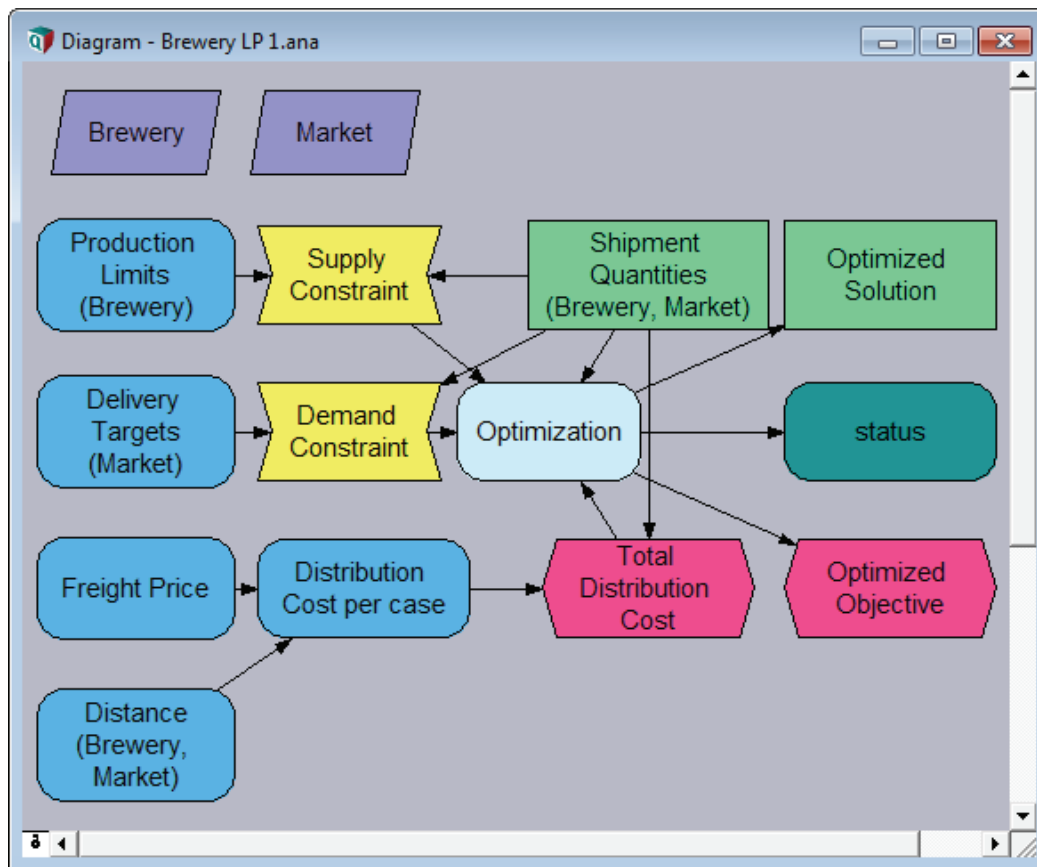 Diagram - Brewery LP 1.ana
Brewery
Market
Production
Limits
(Brewery)
Supply
Constraint
Shipment
Quantities
(Brewery, Market)
Optimized
Solution
Delivery
Targets
(Market)
Demand
Constraint
Optimization
status
Freight Price
Distribution
Cost per case
Total
Distribution
Cost
Optimized
Objective
Distance
(Brewery,
Market)